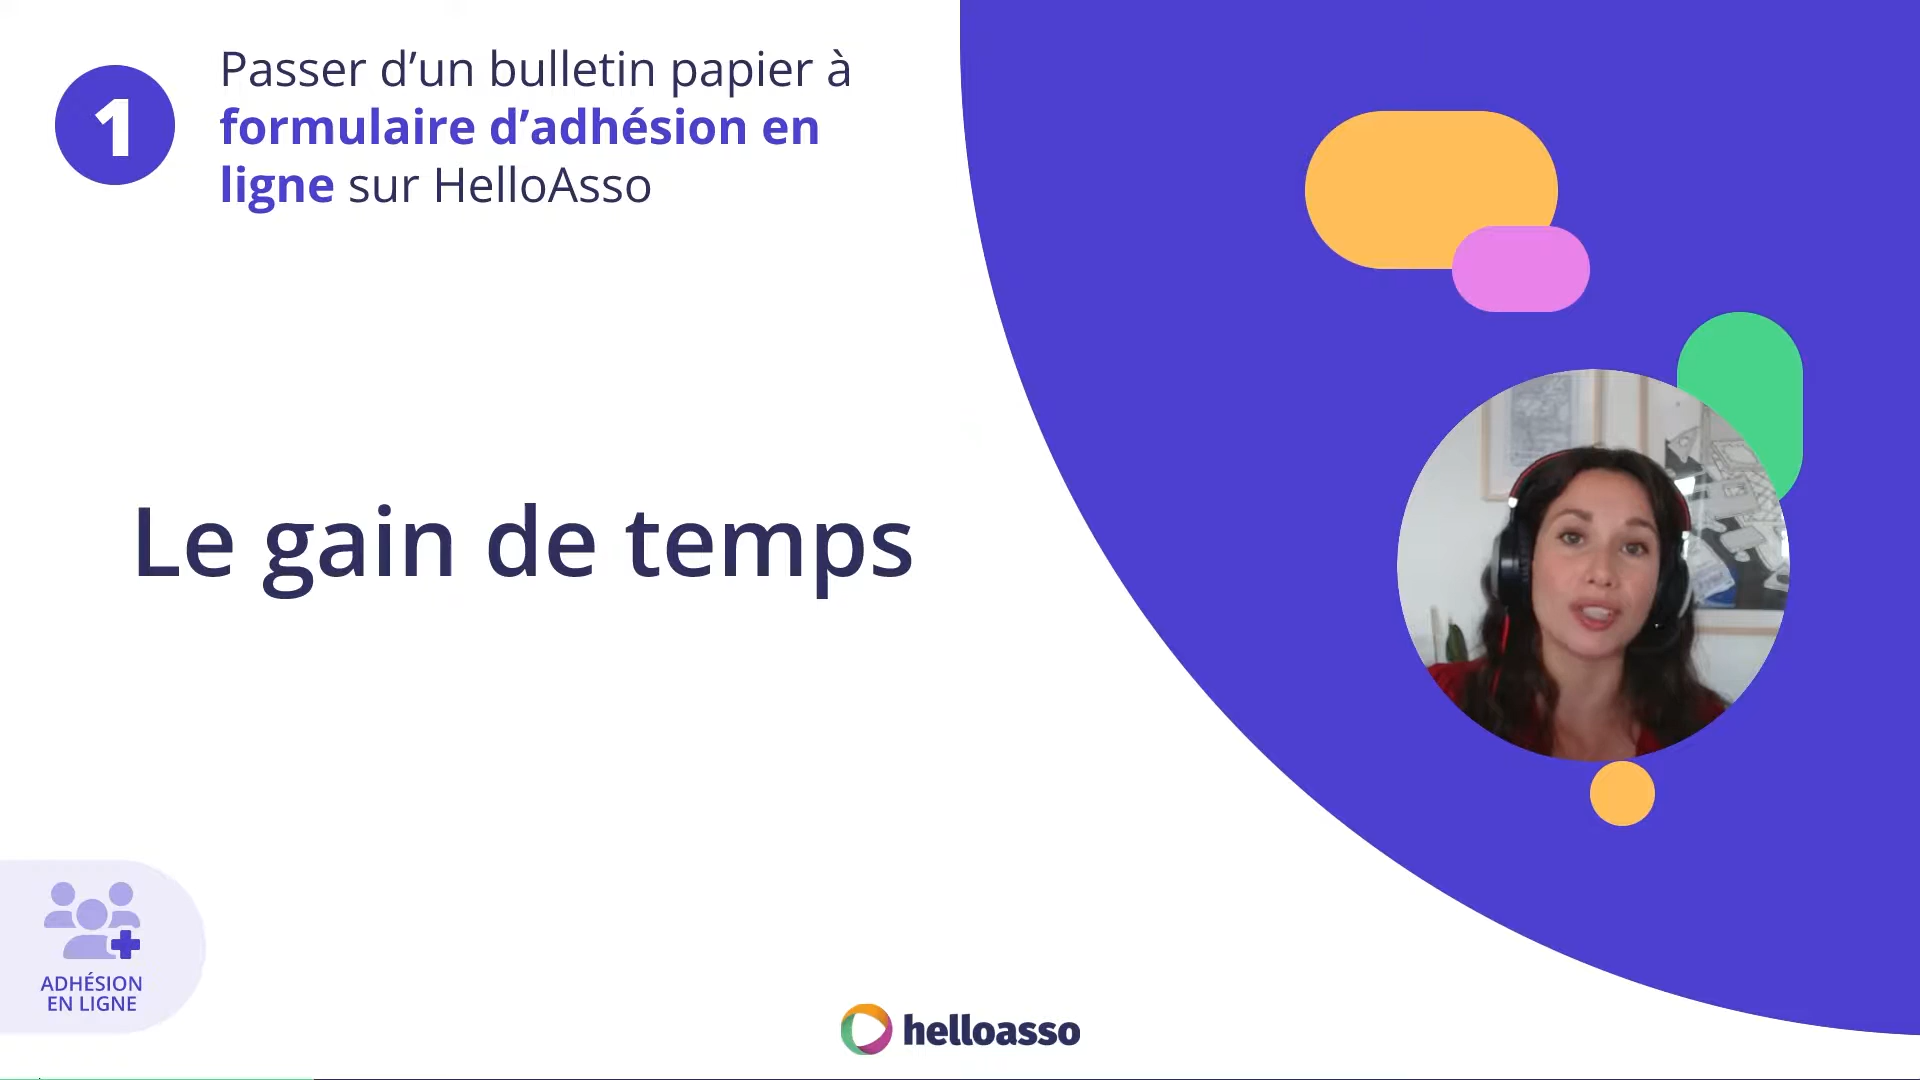 1
Passer d’un bulletin papier à
formulaire d’adhésion en
ligne sur HelloAsso
Le gain de temps
ADHÉSION
EN LIGNE
helloasso